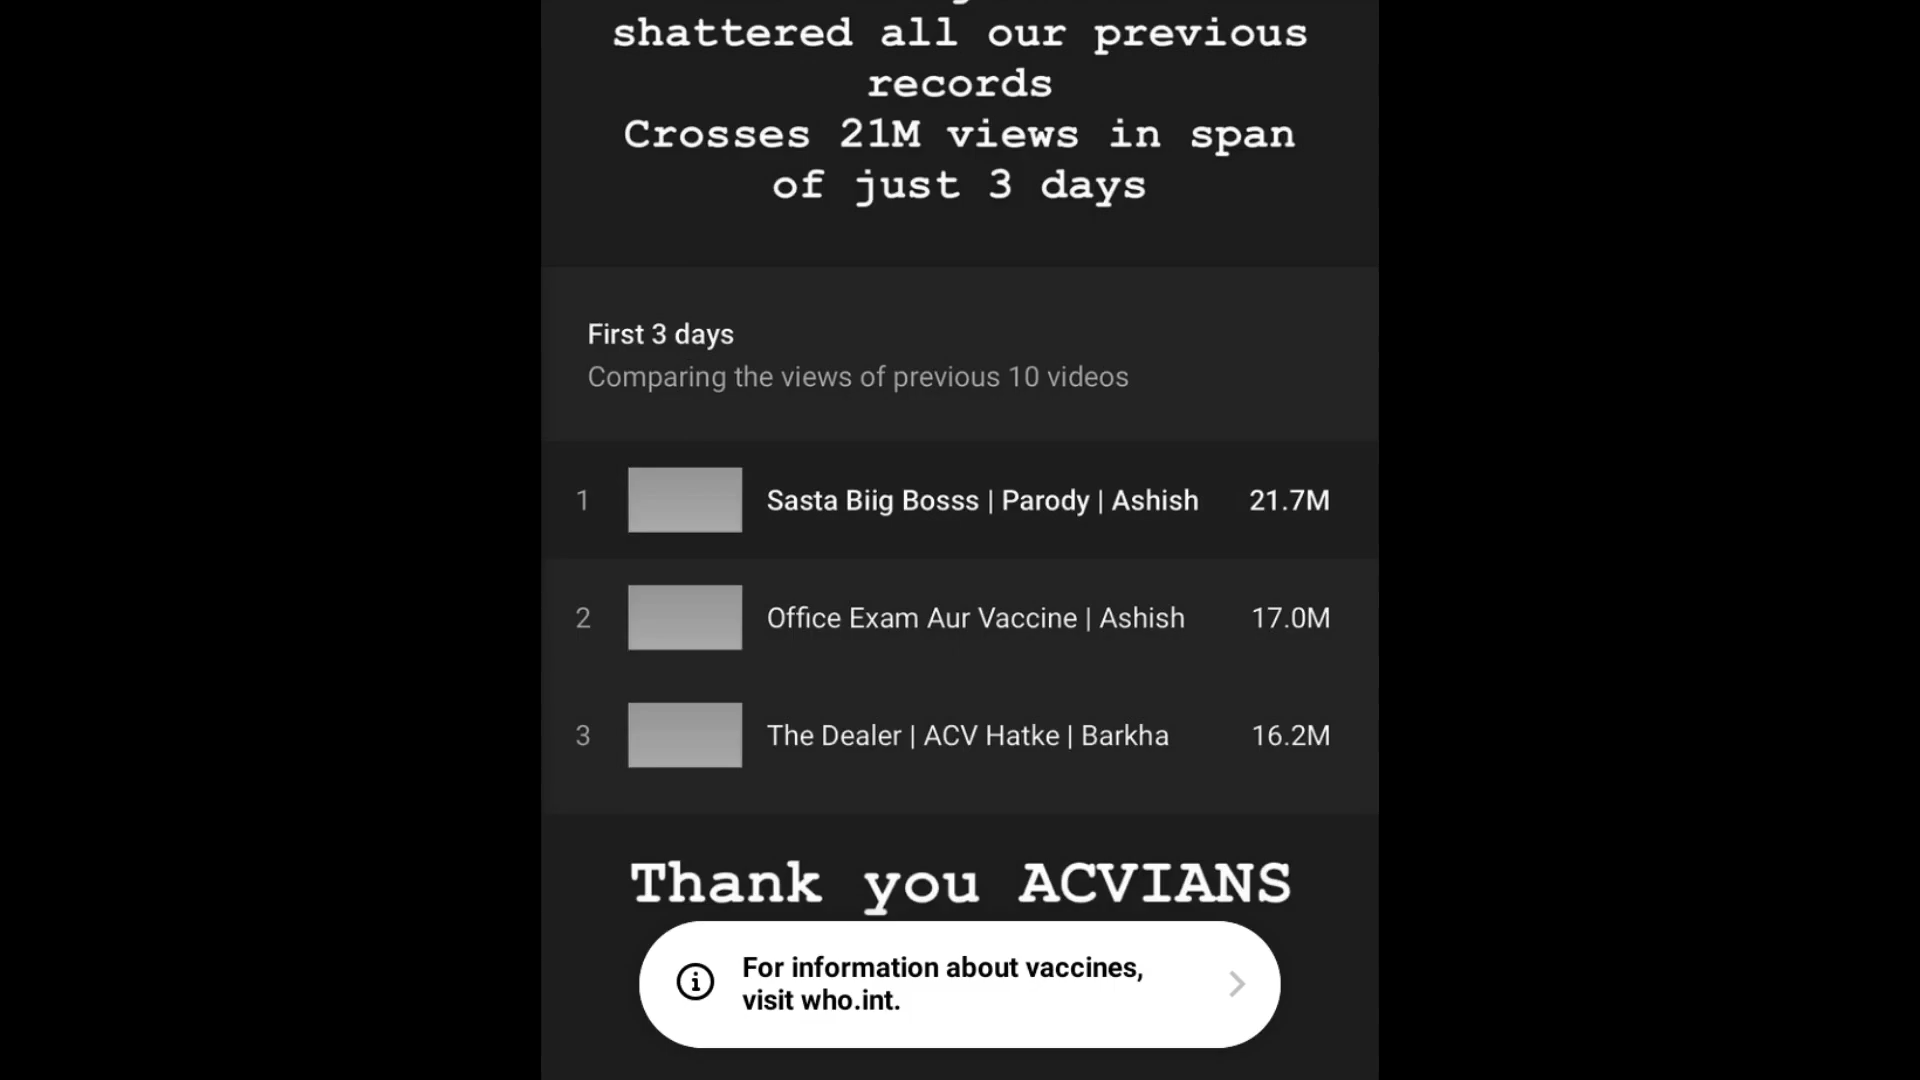 shattered all our previous
records
Crosses 21M views in span
of just 3 days
First 3 days
Comparing the views of previous 10 videos
1 Sasta Biig Bosss | Parody | Ashish 21.7M
2 Office Exam Aur Vaccine | Ashish 17.0M
3 The Dealer | ACV Hatke | Barkha 16.2M
Thank you ACVIANS
For information about vaccines,
visit who.int.